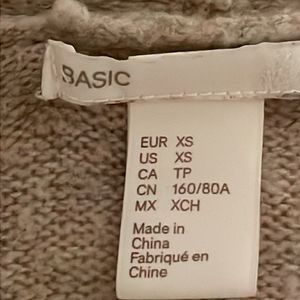 BASIC
EUR XS
US XS
CA TP
CN 160/80A
MX XCH
Made in
China
Fabriqué en
Chine